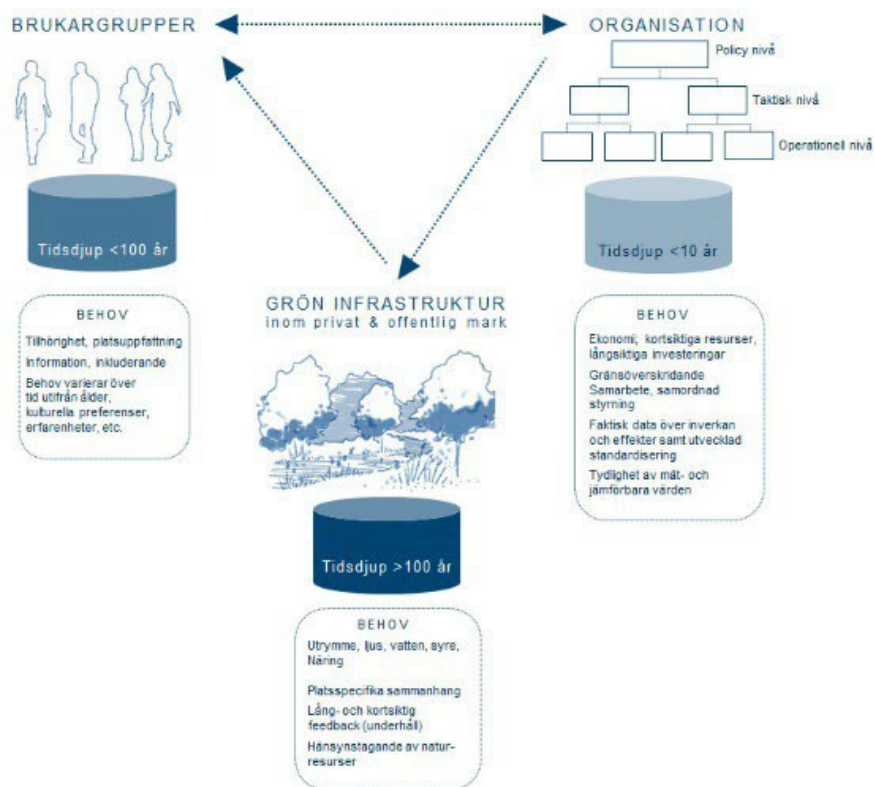 BRUKARGRUPPER
ORGANISATION
Policy nivå
Taktisk nivå
Operationell nivå
Tidsdjup <100 år
Tidsdjup <10 år
BEHOV
Tillhörighet, platsuppfattning
Information, inkluderande
Behov varierar över
tid utifrån ålder,
kulturella preferenser,
erfarenheter, etc.
GRÖN INFRASTRUKTUR
inom privat & offentlig mark
BEHOV
Ekonomi; kortsiktiga resurser,
långsiktiga investeringar
Gränsöverskridande
Samarbete, samordnad
styrning
Faktisk data över inverkan
och effekter samt utvecklad
standardisering
Tydlighet av mät- och
jämförbara värden
Tidsdjup >100 år
BEHOV
Utrymme, ljus, vatten, syre,
Näring
Platsspecifika sammanhang
Lång- och kortsiktig
feedback (underhåll)
Hänsynstagande av natur-
resurser